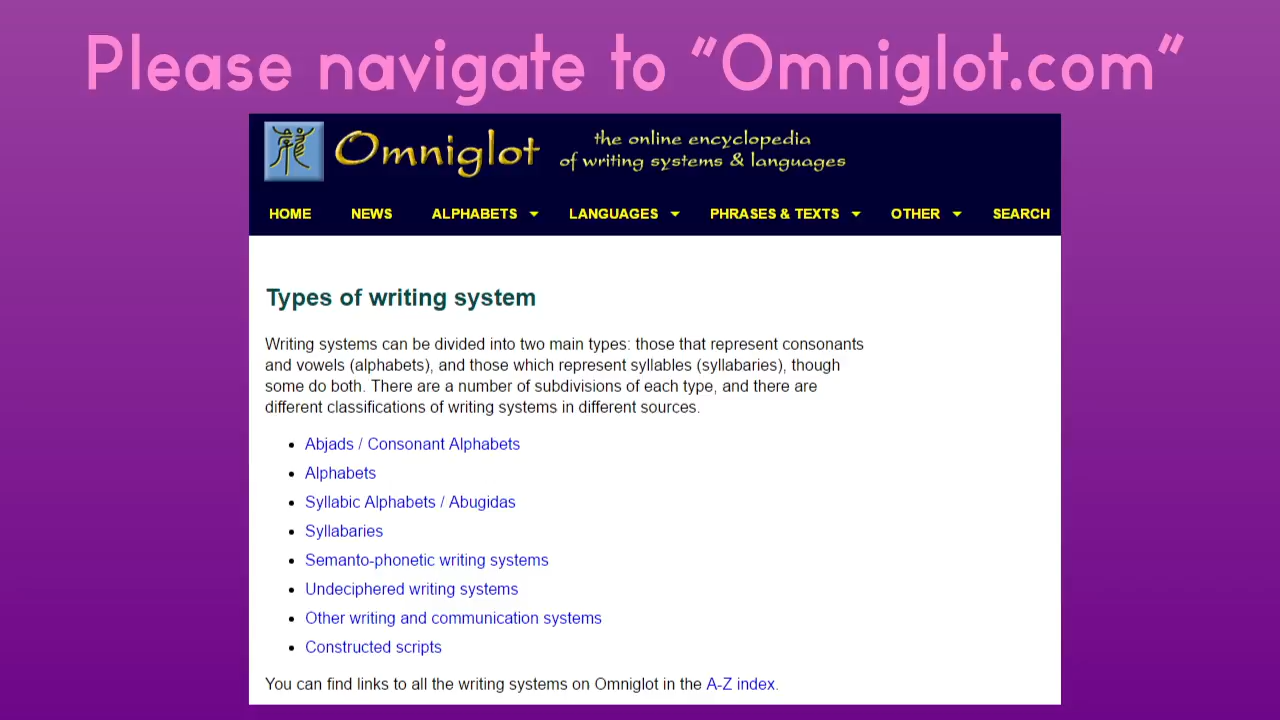 Please navigate to “Omniglot.com”
Omniglot
the online encyclopedia
of writing systems & languages
HOME NEWS ALPHABETS LANGUAGES PHRASES & TEXTS OTHER SEARCH
Types of writing system
Writing systems can be divided into two main types: those that represent consonants
and vowels (alphabets), and those which represent syllables (syllabaries), though
some do both. There are a number of subdivisions of each type, and there are
different classifications of writing systems in different sources.
• Abjads / Consonant Alphabets
• Alphabets
• Syllabic Alphabets / Abugidas
• Syllabaries
• Semanto-phonetic writing systems
• Undeciphered writing systems
• Other writing and communication systems
• Constructed scripts
You can find links to all the writing systems on Omniglot in the A-Z index.